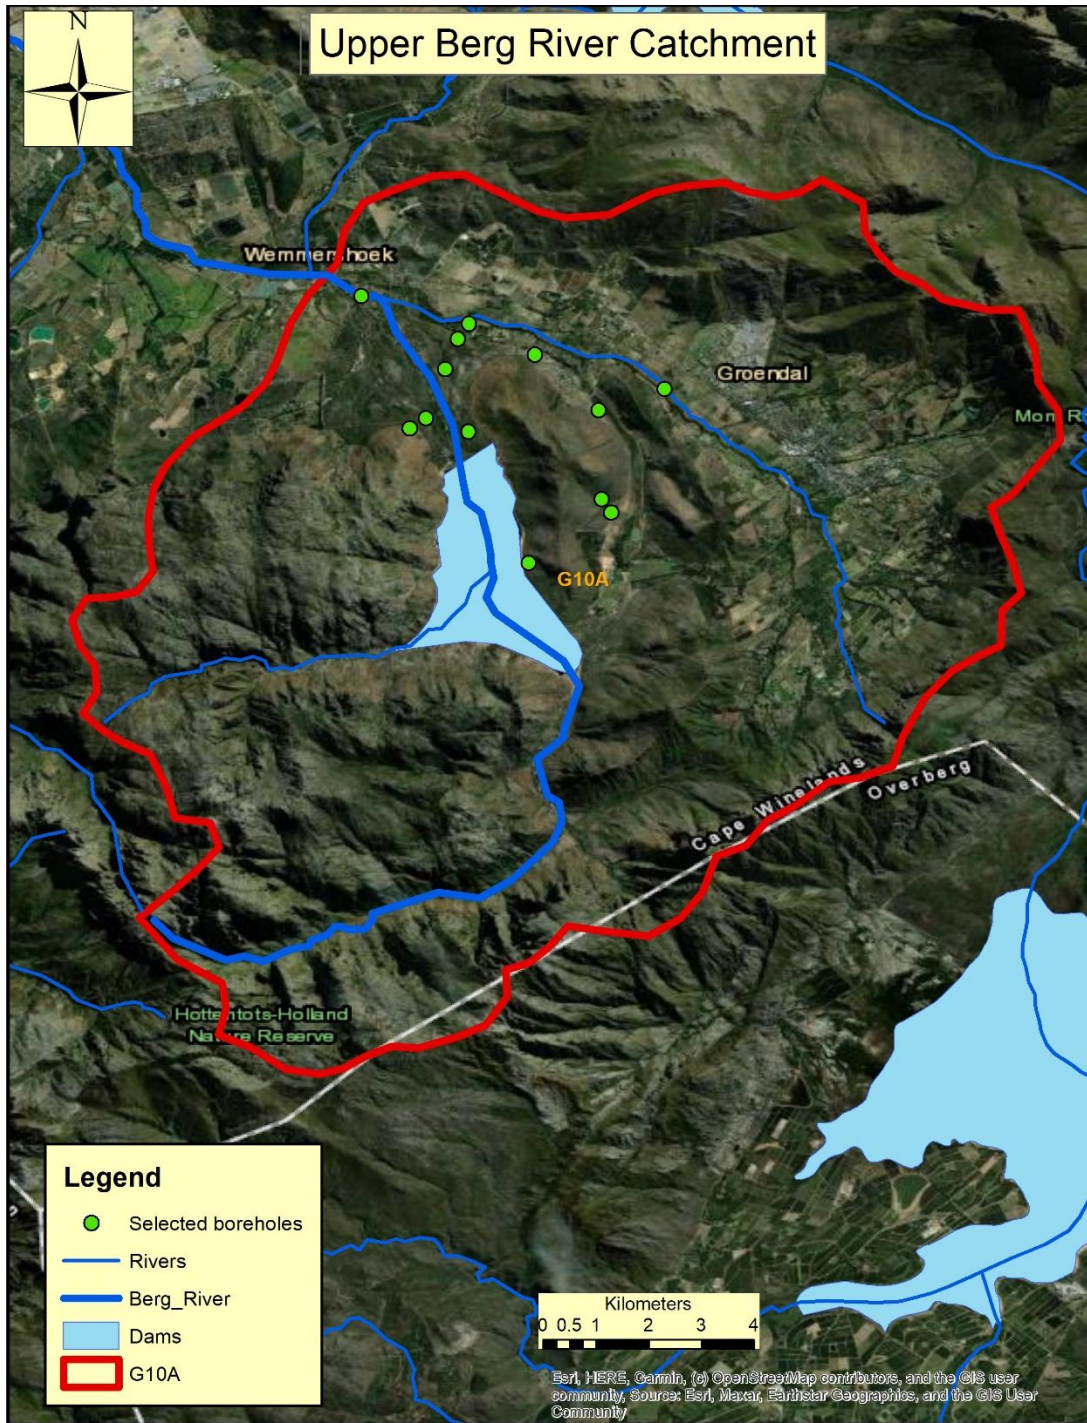 N
Upper Berg River Catchment
Wemmershoek
Groendal
G10A
Cape Winelands
Overberg
Hottentots-Holland
Nature Reserve
Legend
Selected boreholes
Rivers
Berg_River
Dams
G10A
Kilometers
0 0.5 1 2 3 4
Esri, HERE, Garmin, (c) OpenStreetMap contributors, and the GIS user
community, Source: Esri, Maxar, Earthstar Geographics, and the GIS User
Community